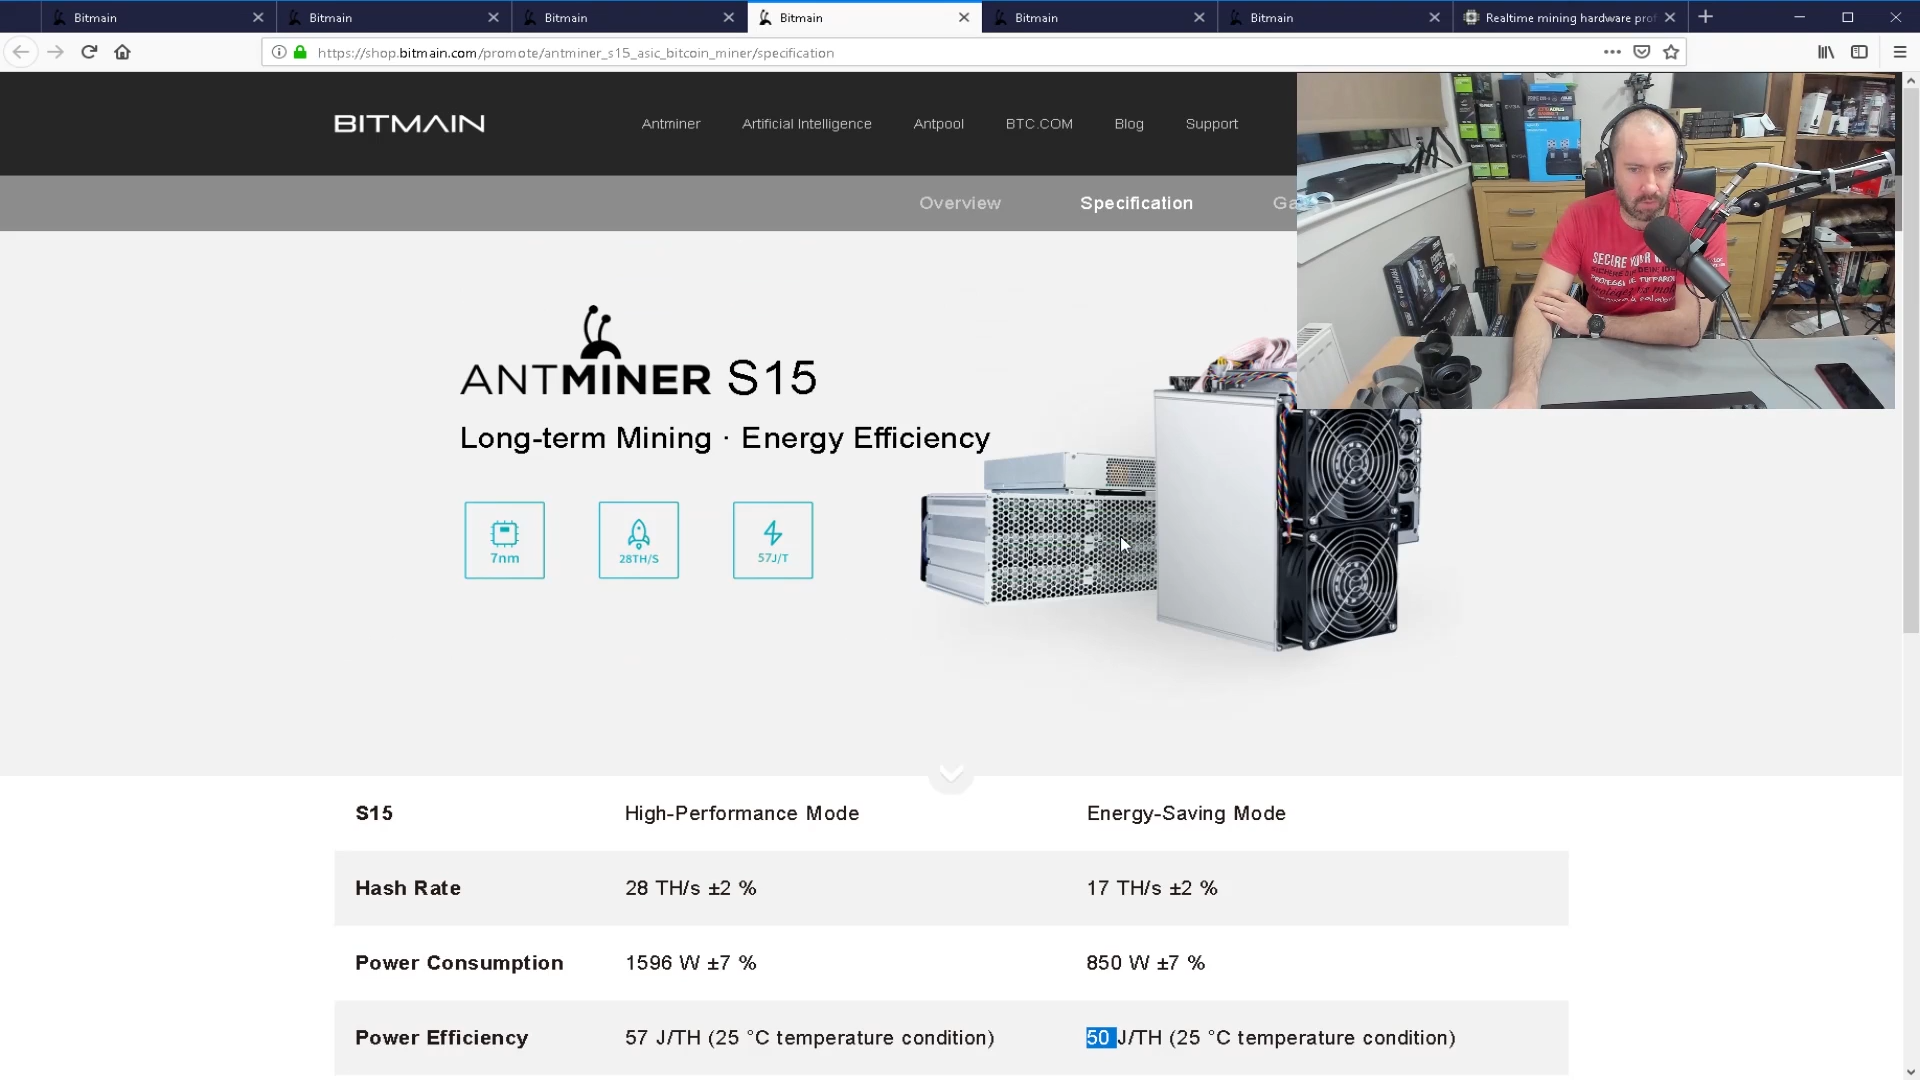 Bitmain
Bitmain
Bitmain
Bitmain
Bitmain
Bitmain
Realtime mining hardware prof
https://shop.bitmain.com/promote/antminer_s15_asic_bitcoin_miner/specification
BITMAIN
Antminer
Artificial Intelligence
Antpool
BTC.COM
Blog
Support
Overview
Specification
Ga
SECURE YOUR
ANTMINER S15
Long-term Mining · Energy Efficiency
7nm
28TH/S
57J/T
S15
High-Performance Mode
Energy-Saving Mode
Hash Rate
28 TH/s ±2 %
17 TH/s ±2 %
Power Consumption
1596 W ±7 %
850 W ±7 %
Power Efficiency
57 J/TH (25 °C temperature condition)
50 J/TH (25 °C temperature condition)